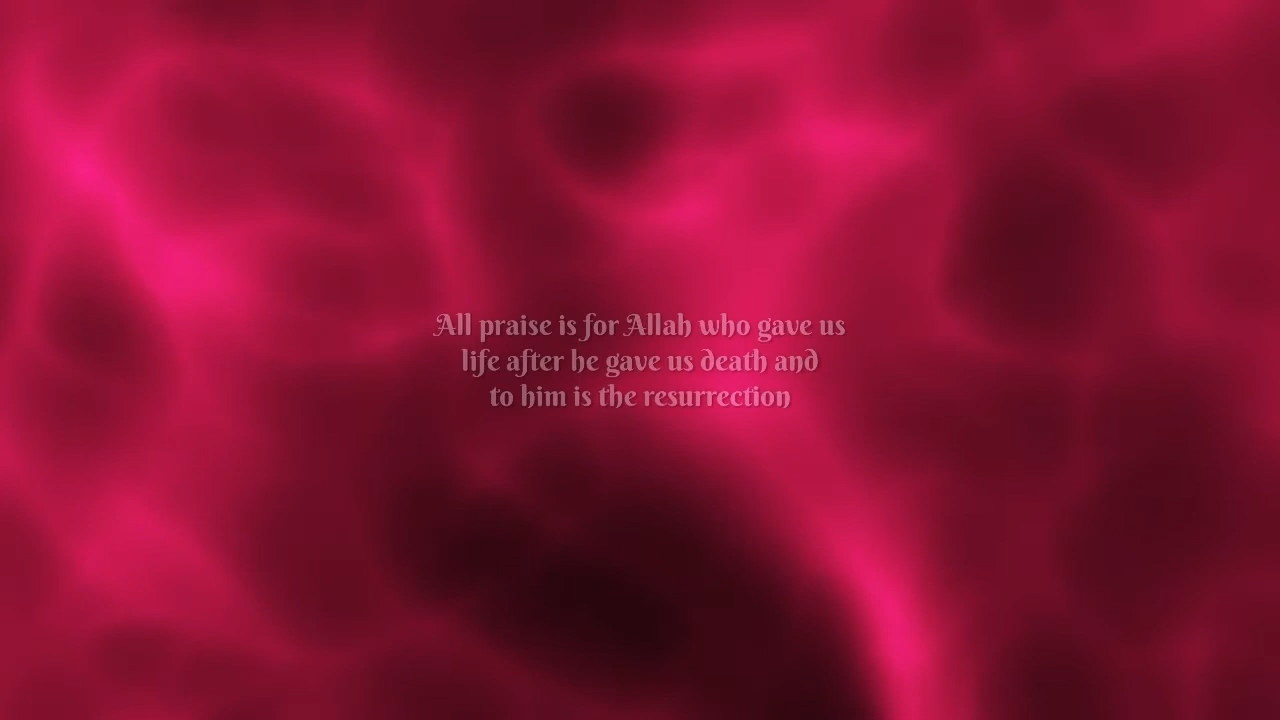 All praise is for Allah who gave us
life after he gave us death and
to him is the resurrection